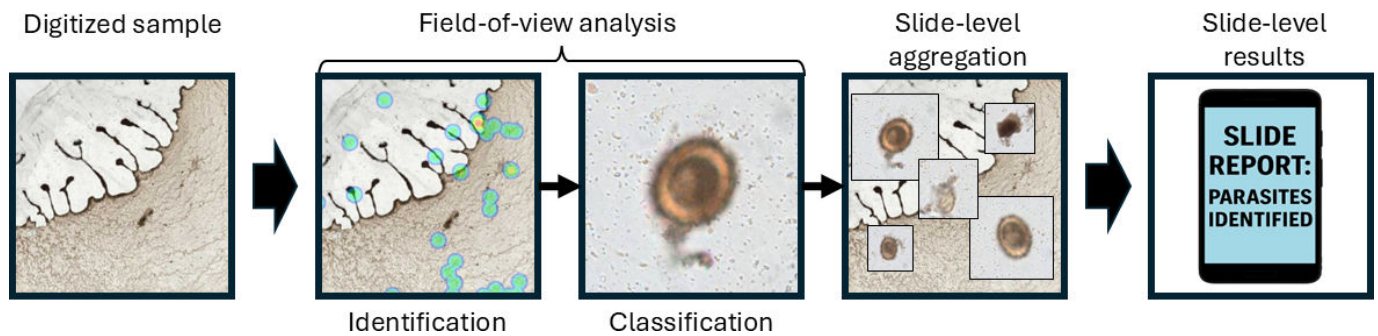 Digitized sample
Field-of-view analysis
Slide-level
aggregation
Slide-level
results
SLIDE
REPORT:
PARASITES
IDENTIFIED
Identification
Classification